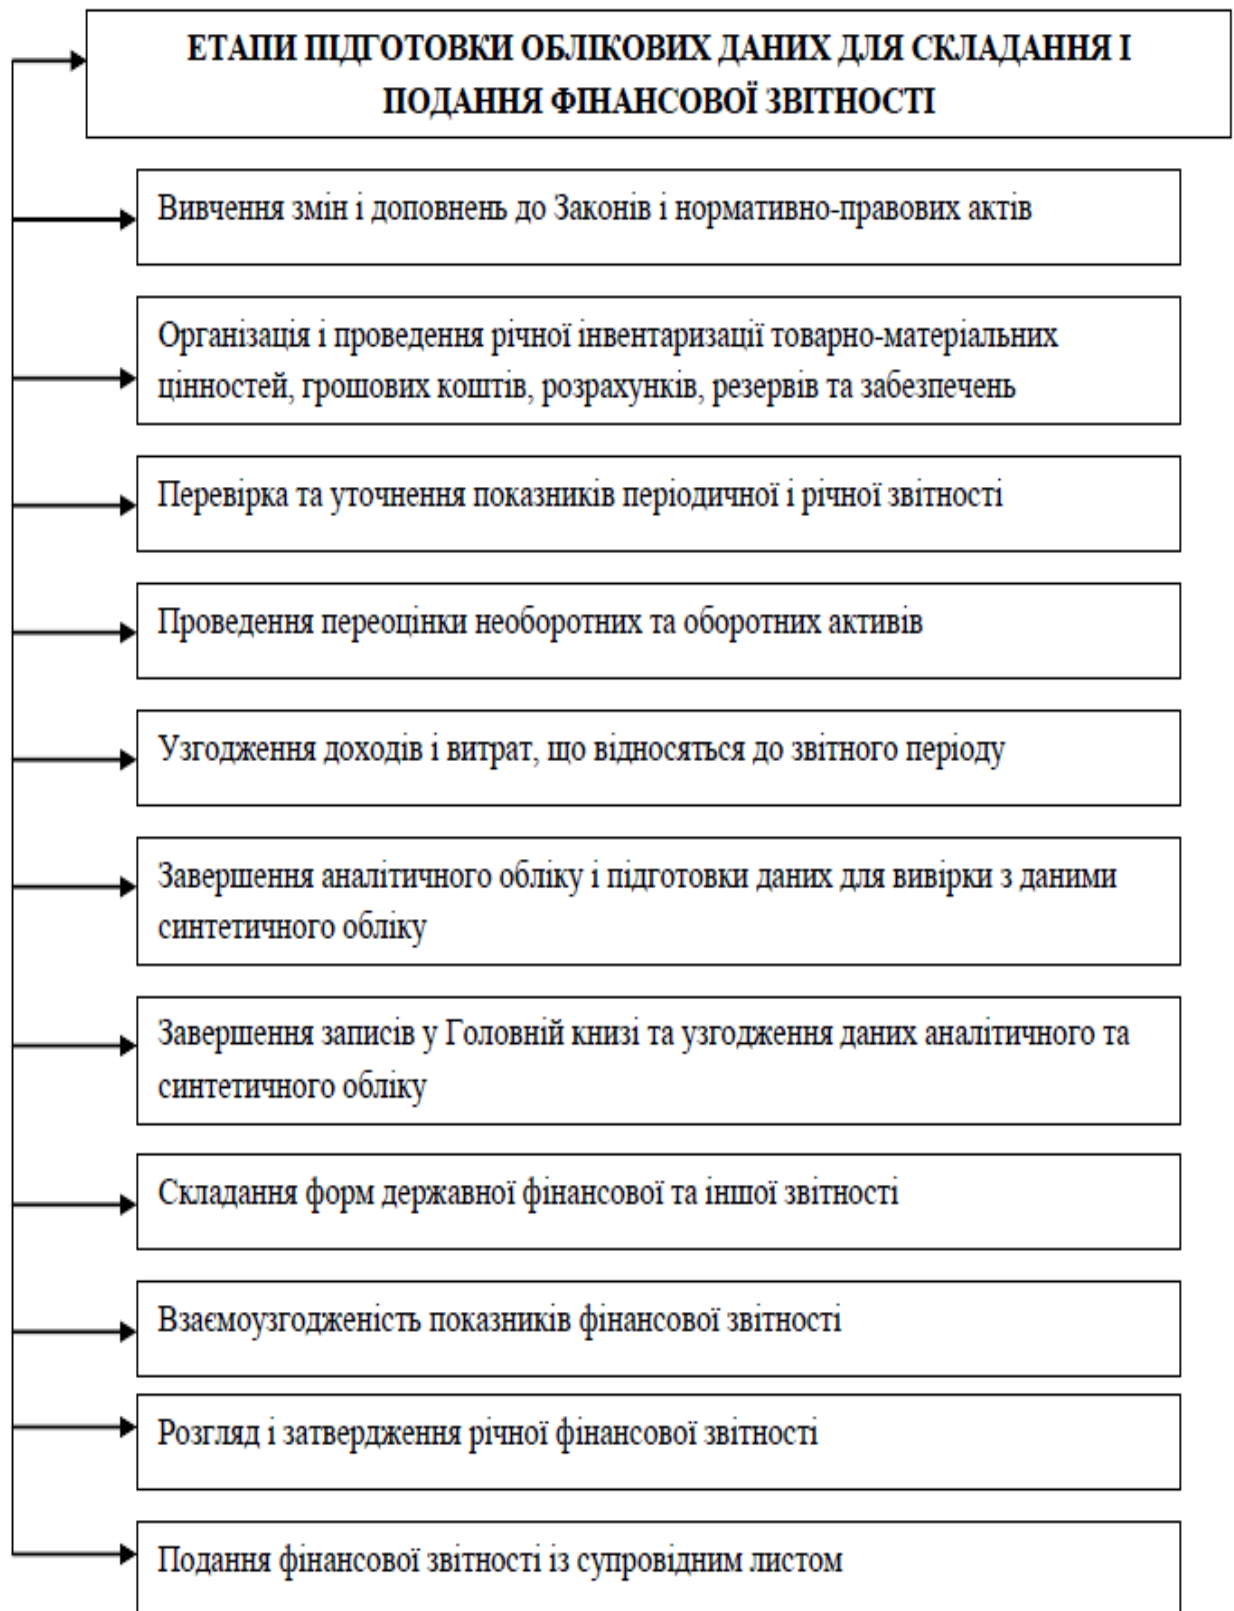 ЕТАПИ ПІДГОТОВКИ ОБЛІКОВИХ ДАНИХ ДЛЯ СКЛАДАННЯ І
ПОДАННЯ ФІНАНСОВОЇ ЗВІТНОСТІ
Вивчення змін і доповнень до Законів і нормативно-правових актів
Організація і проведення річної інвентаризації товарно-матеріальних
цінностей, грошових коштів, розрахунків, резервів та забезпечень
Перевірка та уточнення показників періодичної і річної звітності
Проведення переоцінки необоротних та оборотних активів
Узгодження доходів і витрат, що відносяться до звітного періоду
Завершення аналітичного обліку і підготовки даних для вивірки з даними
синтетичного обліку
Завершення записів у Головній книзі та узгодження даних аналітичного та
синтетичного обліку
Складання форм державної фінансової та іншої звітності
Взаємоузгодженість показників фінансової звітності
Розгляд і затвердження річної фінансової звітності
Подання фінансової звітності із супровідним листом